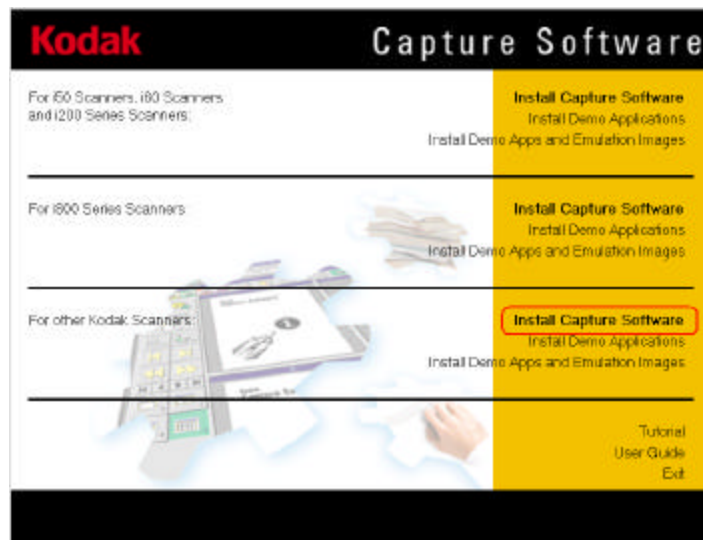 Kodak
Capture Software
For i50 Scanners, i80 Scanners
and i200 Series Scanners:
Install Capture Software
Install Demo Applications
Install Demo Apps and Emulation Images
For i800 Series Scanners
Install Capture Software
Install Demo Applications
Install Demo Apps and Emulation Images
For other Kodak Scanners:
Install Capture Software
Install Demo Applications
Install Demo Apps and Emulation Images
Tutorial
User Guide
Exit